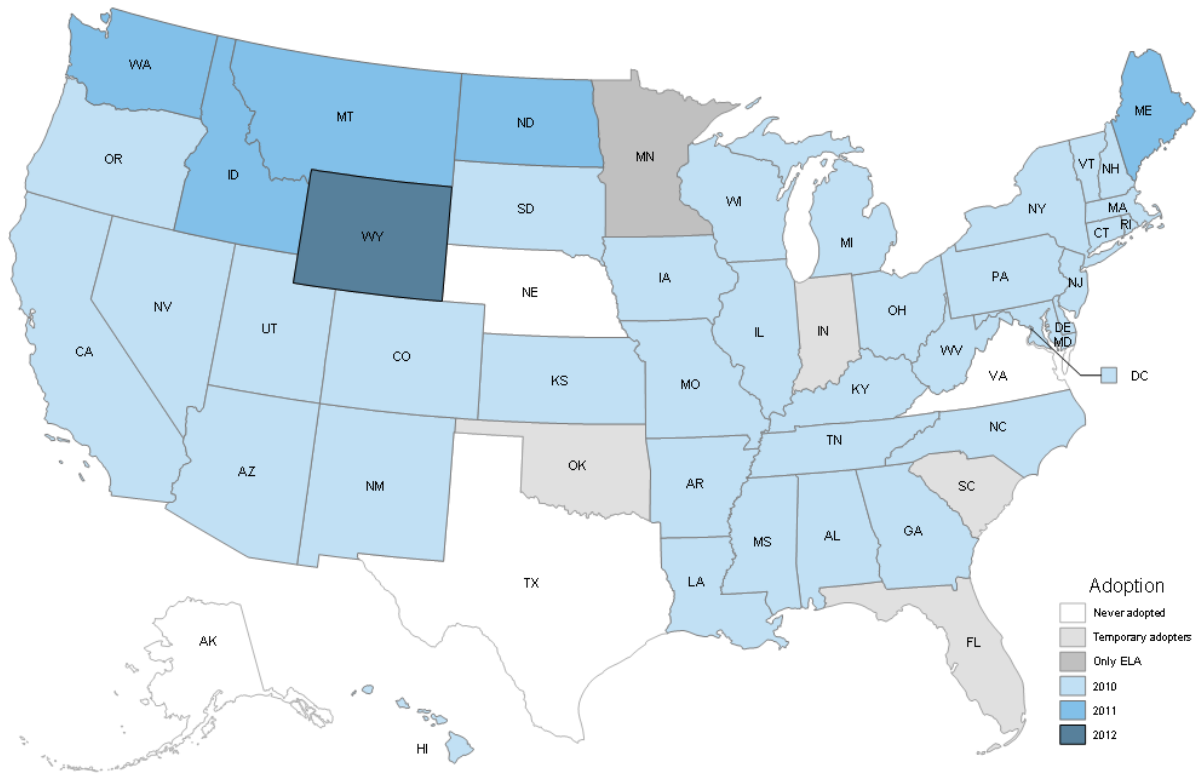 WA
MT
ND
ME
OR
ID
MN
VT
NH
SD
WI
NY
MA
WY
MI
CT
RI
IA
PA
NV
NE
NJ
UT
IL
IN
OH
DE
MD
CA
CO
WV
KS
MO
KY
VA
DC
NC
TN
AZ
OK
NM
AR
SC
MS
AL
GA
TX
LA
AK
FL
HI
Adoption
Never adopted
Temporary adopters
Only ELA
2010
2011
2012